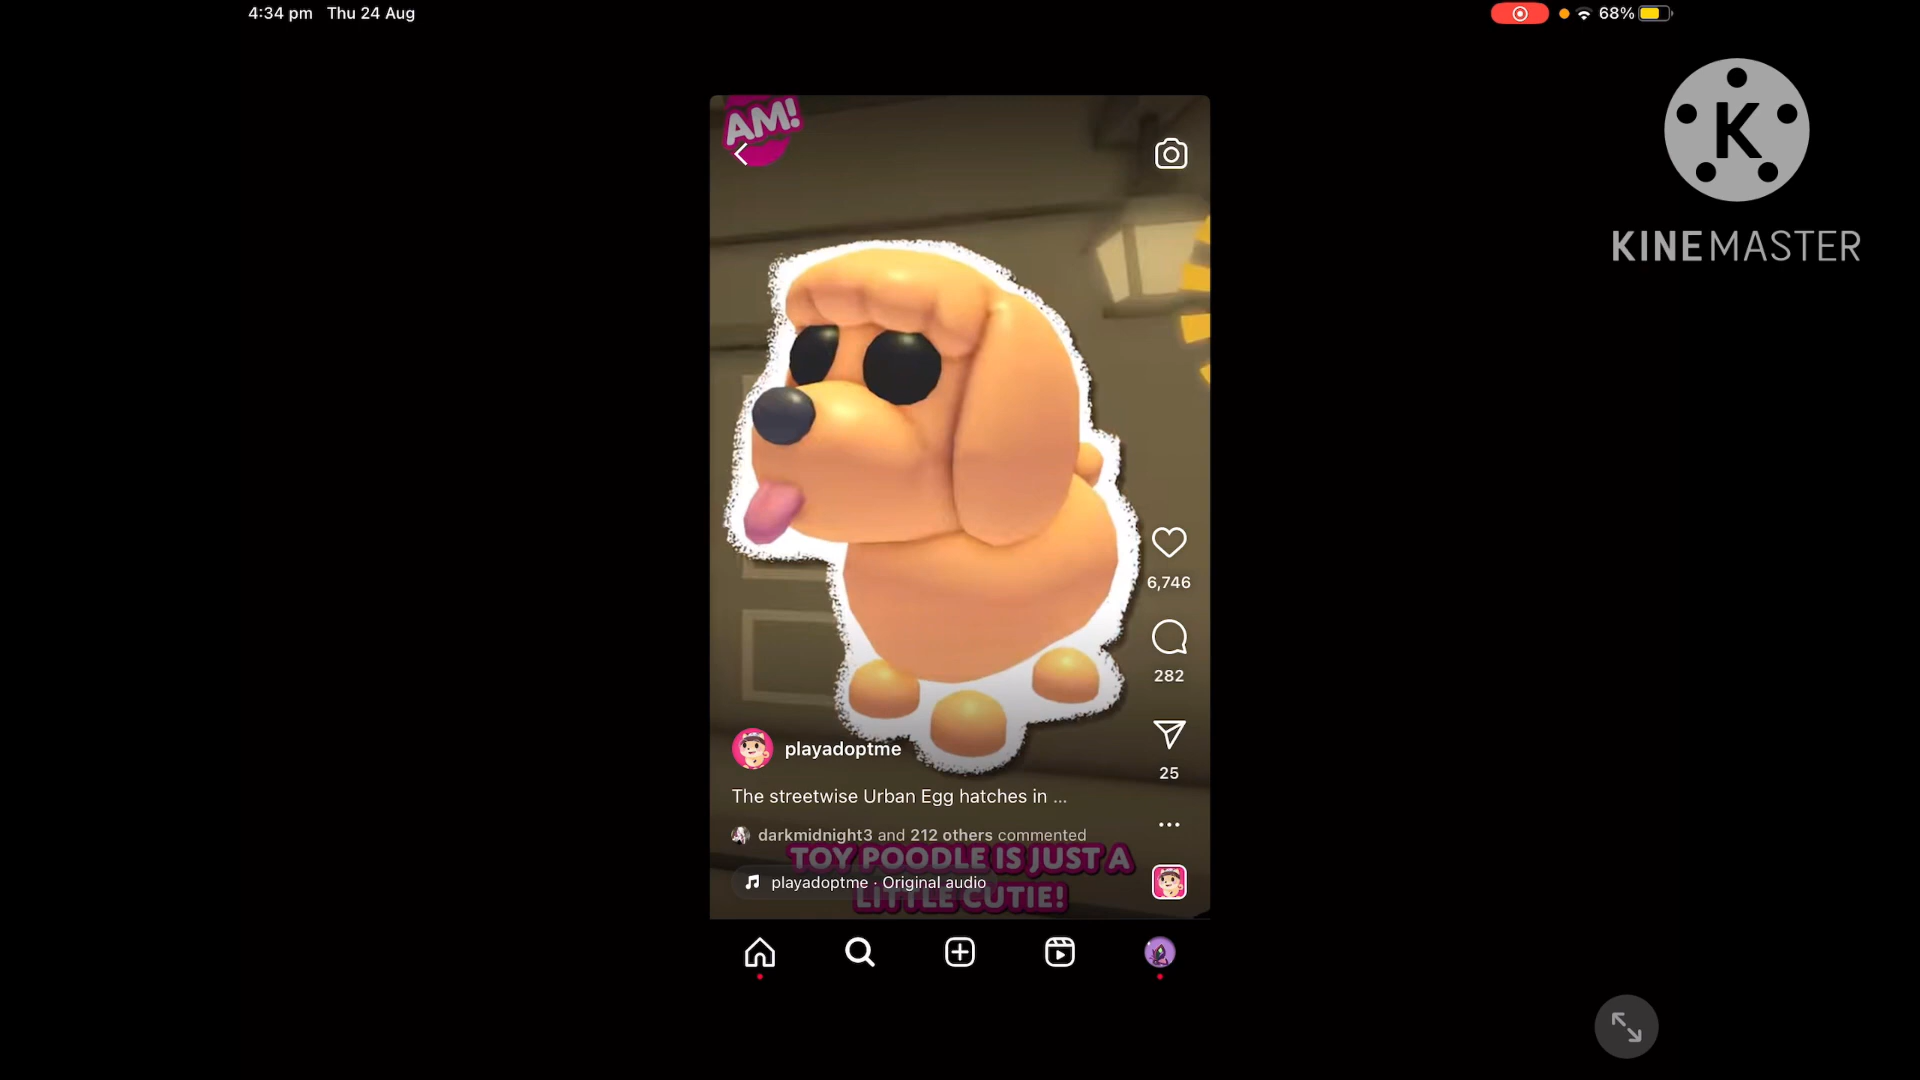 4:34 pm Thu 24 Aug
68%
K
KINEMASTER
AM!
6,746
282
25
playadoptme
The streetwise Urban Egg hatches in ...
darkmidnight3 and 212 others commented
TOY POODLE IS JUST A
playadoptme · Original audio
LITTLE CUTIE!